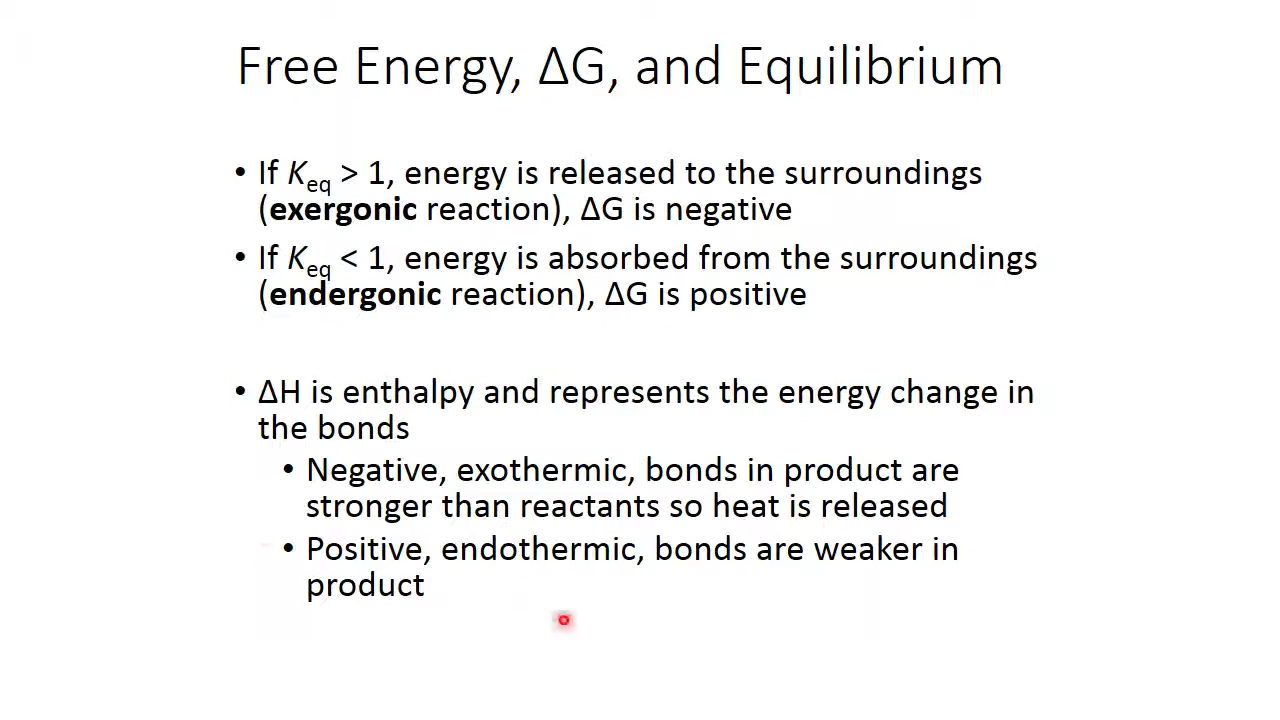 Free Energy, ΔG, and Equilibrium
• If Keq > 1, energy is released to the surroundings
(exergonic reaction), ΔG is negative
• If Keq < 1, energy is absorbed from the surroundings
(endergonic reaction), ΔG is positive
• ΔH is enthalpy and represents the energy change in
the bonds
• Negative, exothermic, bonds in product are
stronger than reactants so heat is released
• Positive, endothermic, bonds are weaker in
product